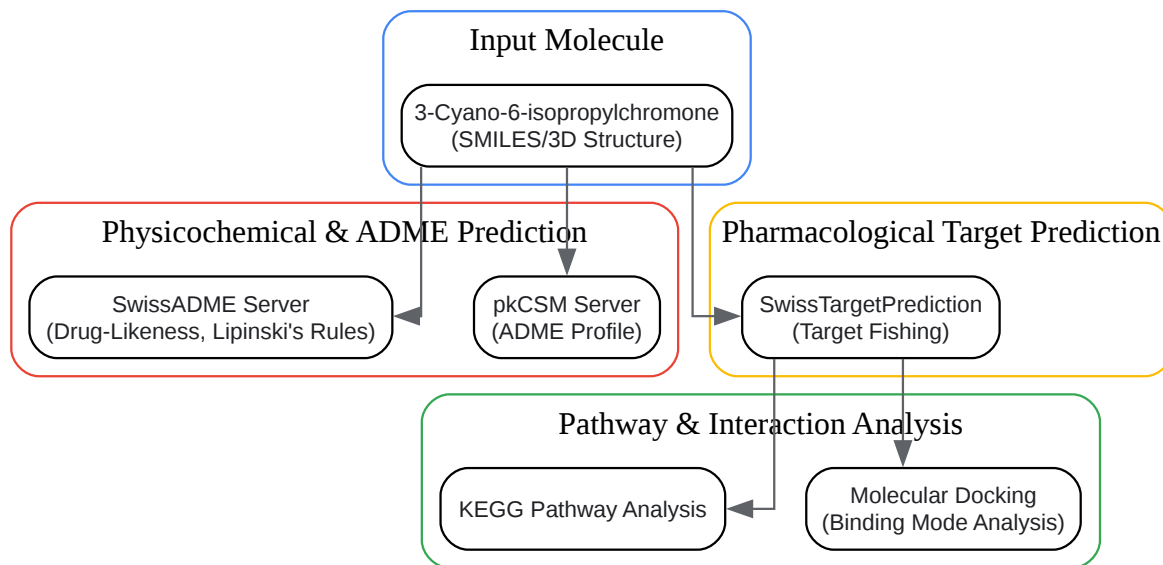 Input Molecule
3-Cyano-6-isopropylchromone
(SMILES/3D Structure)
Physicochemical & ADME Prediction
SwissADME Server
(Drug-Likeness, Lipinski's Rules)
pkCSM Server
(ADME Profile)
Pharmacological Target Prediction
SwissTargetPrediction
(Target Fishing)
Pathway & Interaction Analysis
KEGG Pathway Analysis
Molecular Docking
(Binding Mode Analysis)